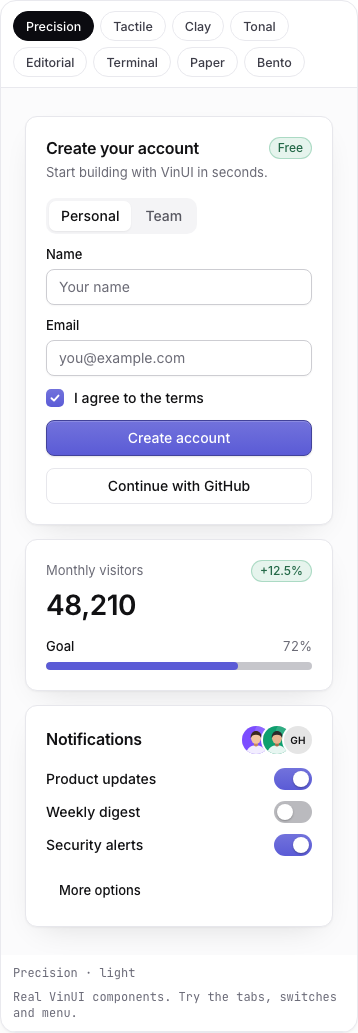 Precision Tactile Clay Tonal
Editorial Terminal Paper Bento
Create your account Free
Start building with VinUI in seconds.
Personal Team
Name
Your name
Email
you@example.com
I agree to the terms
Create account
Continue with GitHub
Monthly visitors +12.5%
48,210
Goal 72%
Notifications GH
Product updates
Weekly digest
Security alerts
More options
Precision · light
Real VinUI components. Try the tabs, switches
and menu.